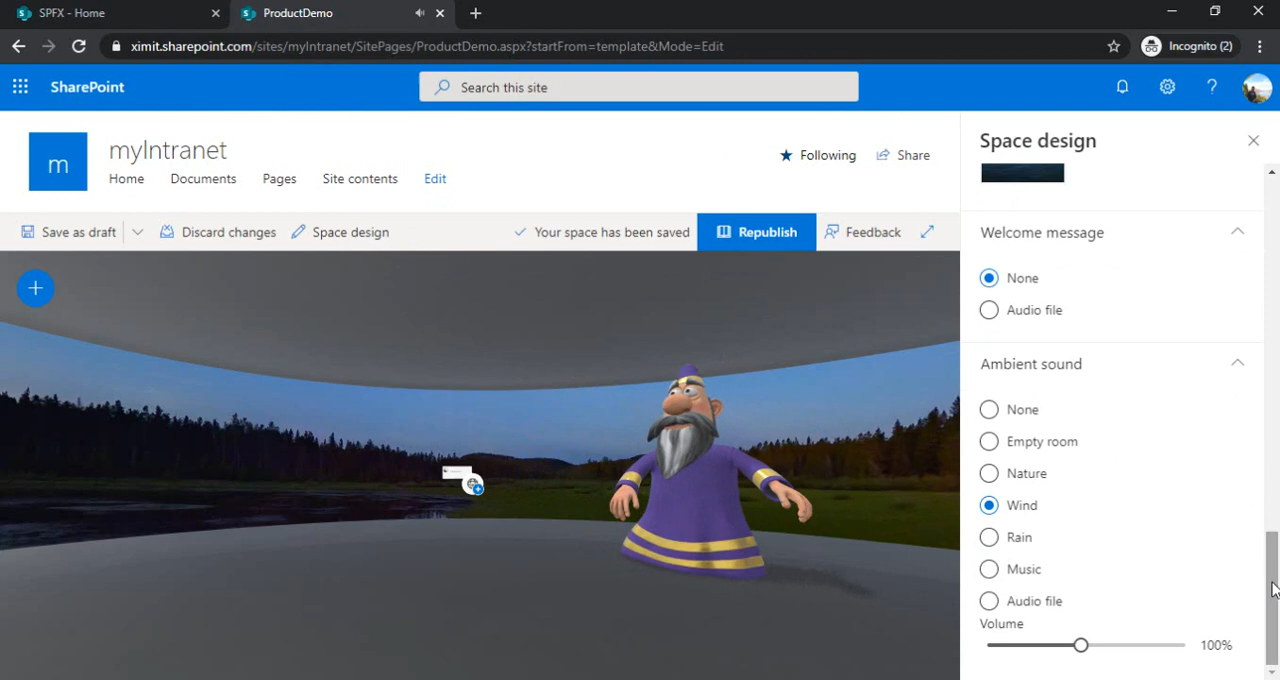 SPFX - Home
ProductDemo
ximit.sharepoint.com/sites/myIntranet/SitePages/ProductDemo.aspx?startFrom=template&Mode=Edit
Incognito (2)
SharePoint
Search this site
m
myIntranet
Home Documents Pages Site contents Edit
Following Share
Save as draft Discard changes Space design Your space has been saved Republish Feedback
Space design
Welcome message
None
Audio file
Ambient sound
None
Empty room
Nature
Wind
Rain
Music
Audio file
Volume
100%